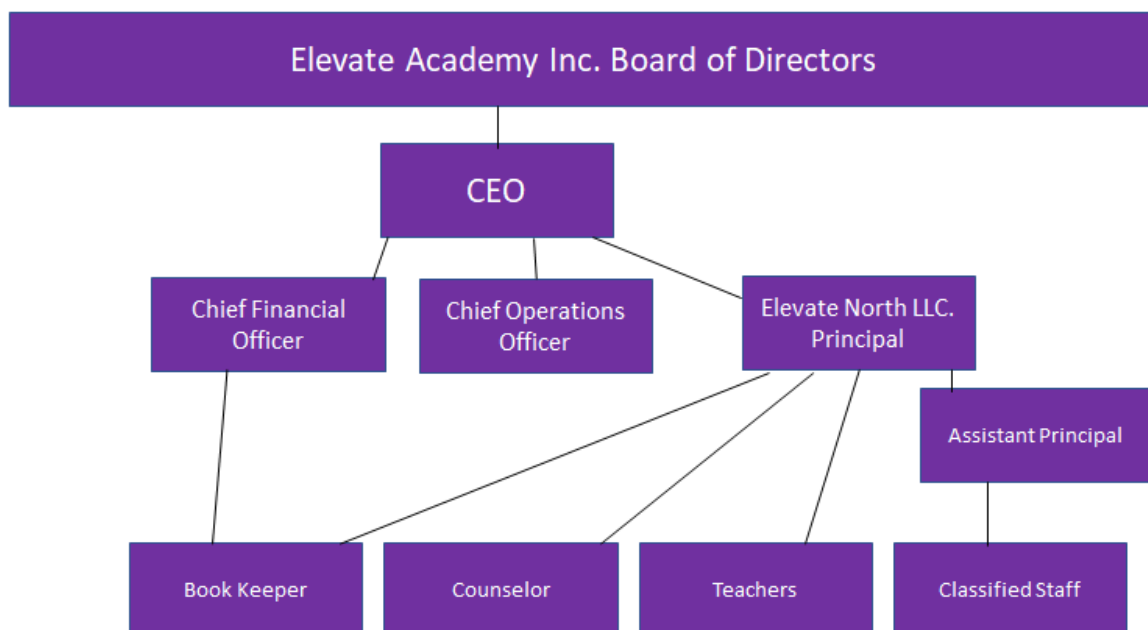 Elevate Academy Inc. Board of Directors
CEO
Chief Financial
Officer
Chief Operations
Officer
Elevate North LLC.
Principal
Assistant Principal
Book Keeper
Counselor
Teachers
Classified Staff